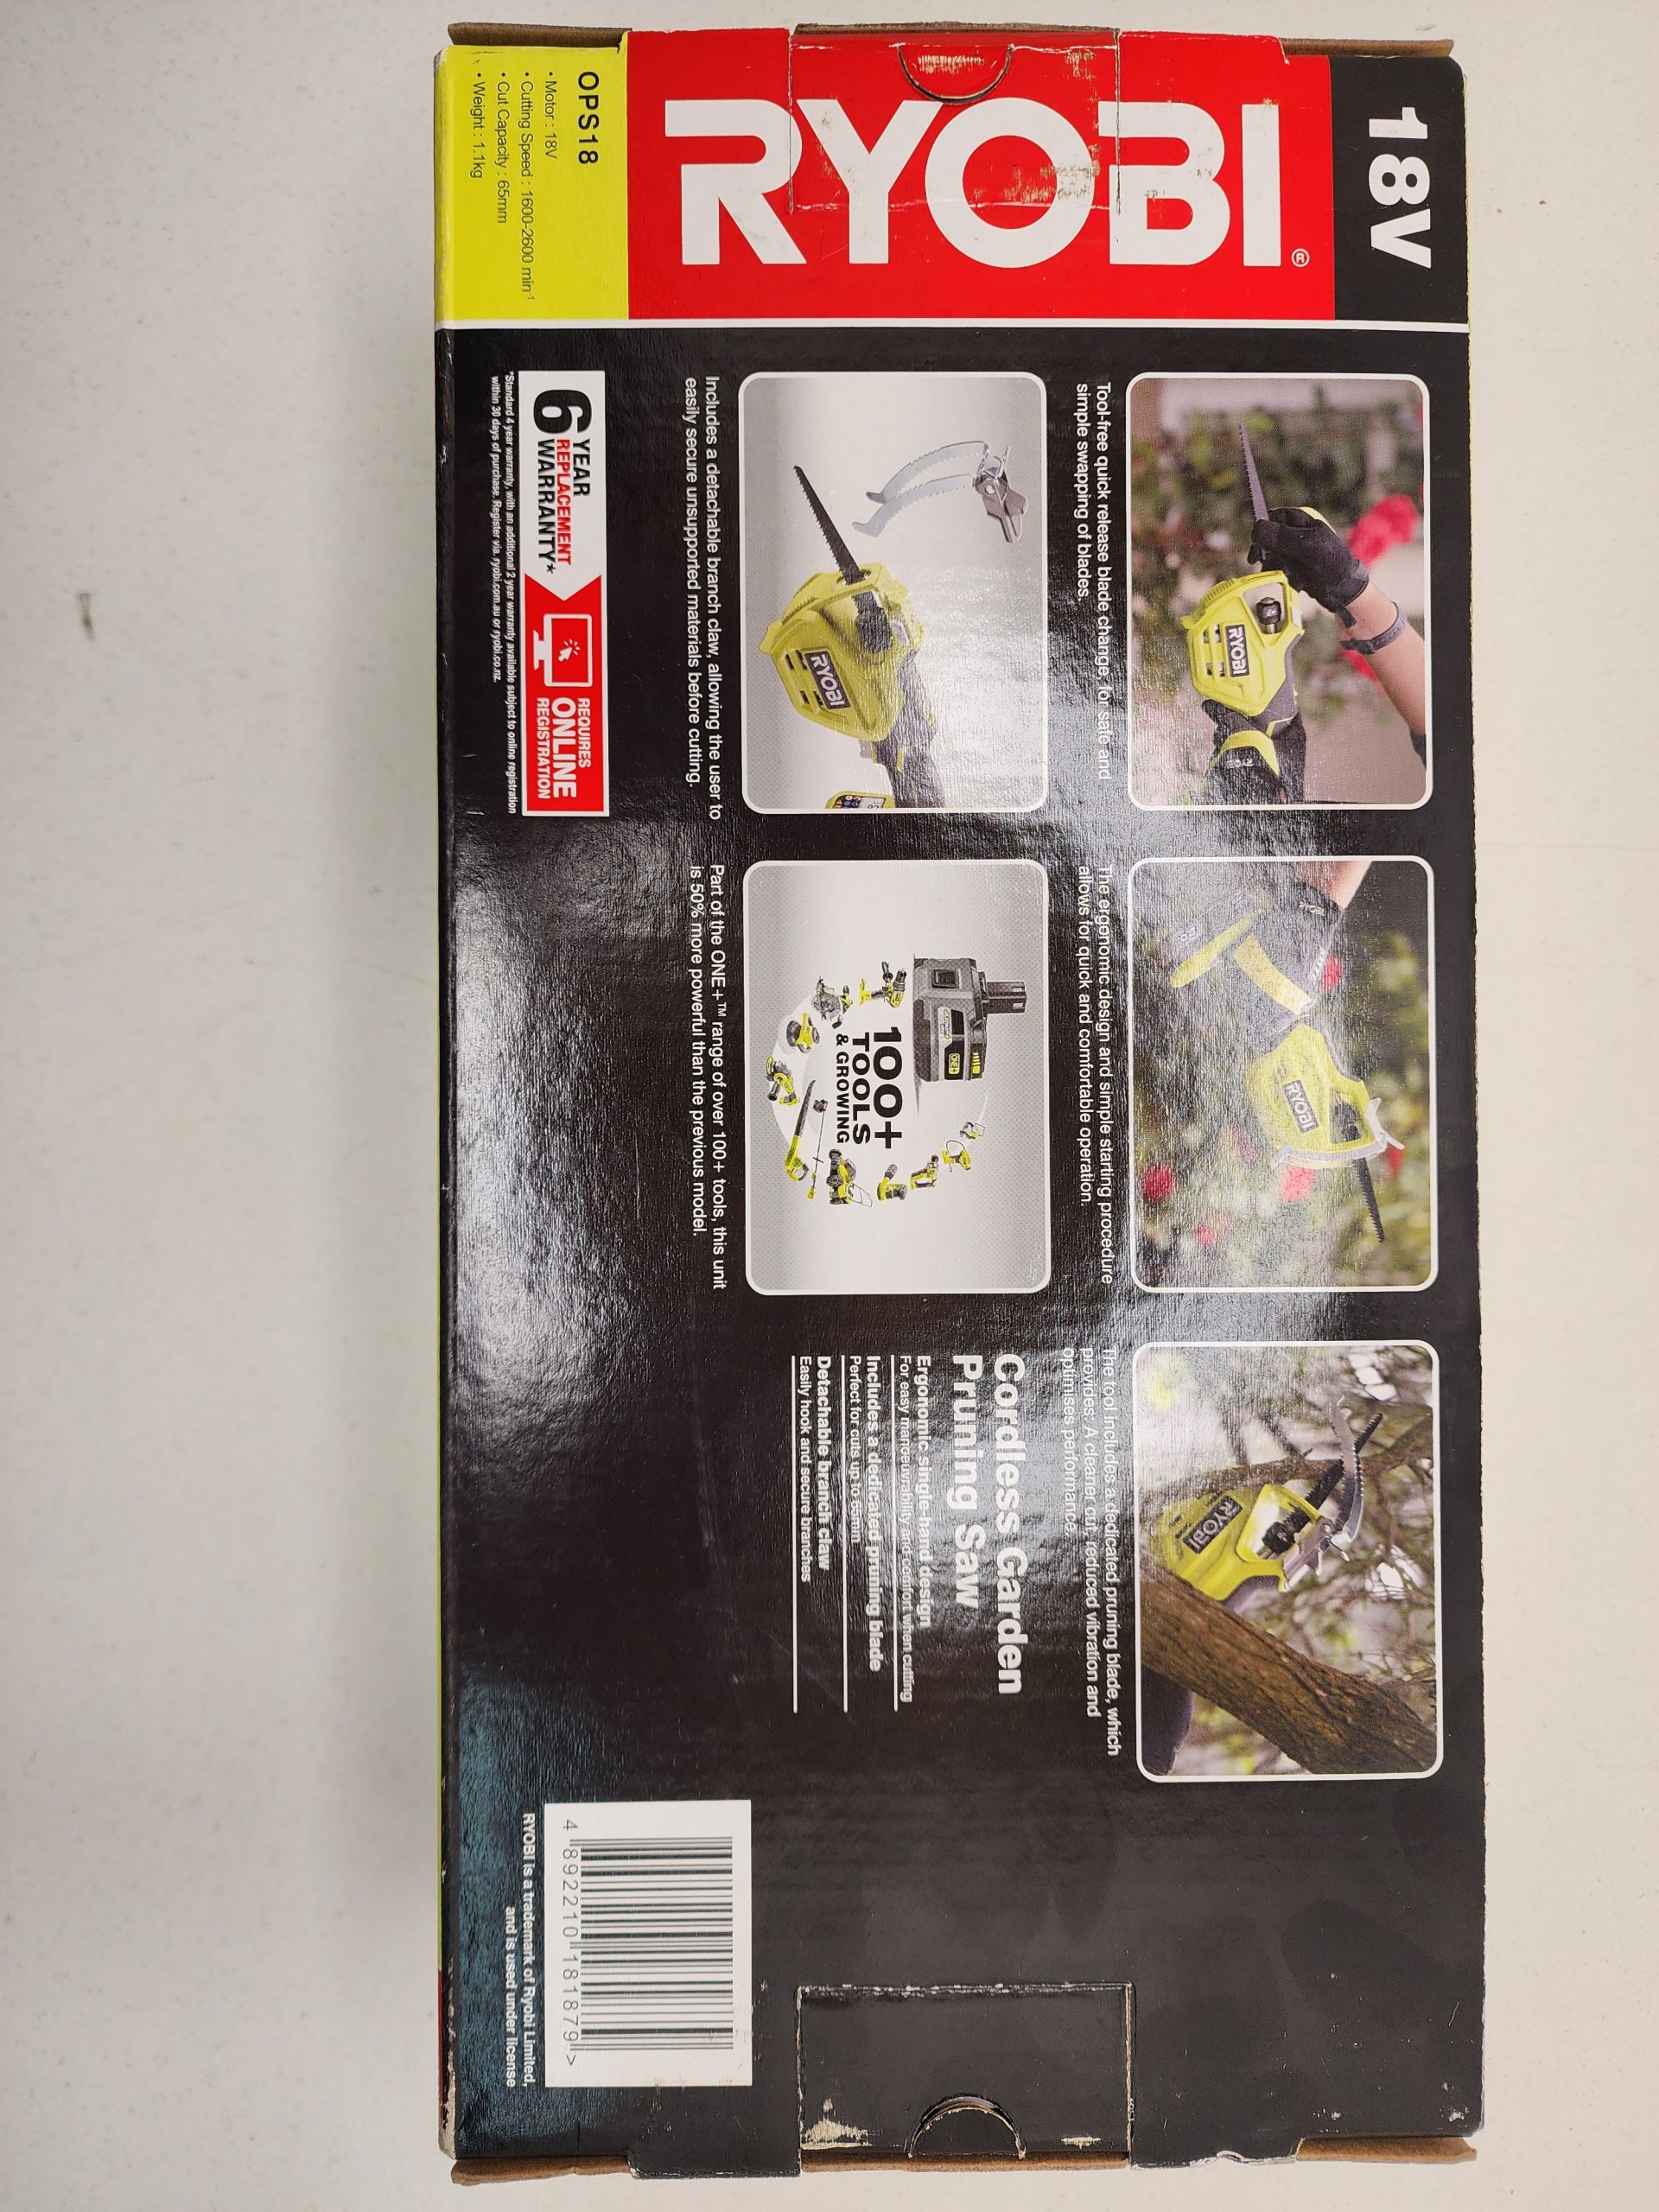 18V
RYOBI®
OPS18
• Motor : 18V
• Cutting Speed : 1600-2600 min⁻¹
• Cut Capacity : 65mm
• Weight : 1.1kg
RYOBI
Tool-free quick release blade change, for safe and
simple swapping of blades.
RYOBI
The ergonomic design and simple starting procedure
allows for quick and comfortable operation.
RYOBI
The tool includes a dedicated pruning blade, which
provides: A cleaner cut, reduced vibration and
optimises performance.
RYOBI
Includes a detachable branch claw, allowing the user to
easily secure unsupported materials before cutting.
ONE+
100+
TOOLS
& GROWING
Part of the ONE+™ range of over 100+ tools, this unit
is 50% more powerful than the previous model.
Cordless Garden
Pruning Saw
Ergonomic single-hand design
For easy manoeuvrability and comfort when cutting
Includes a dedicated pruning blade
Perfect for cuts up to 65mm
Detachable branch claw
Easily hook and secure branches
6 YEAR
REPLACEMENT
WARRANTY*
REQUIRES
ONLINE
REGISTRATION
*Standard 4 year warranty, with an additional 2 year warranty available subject to online registration
within 30 days of purchase. Register via. ryobi.com.au or ryobi.co.nz.
4 892210 181879 >
RYOBI is a trademark of Ryobi Limited,
and is used under license